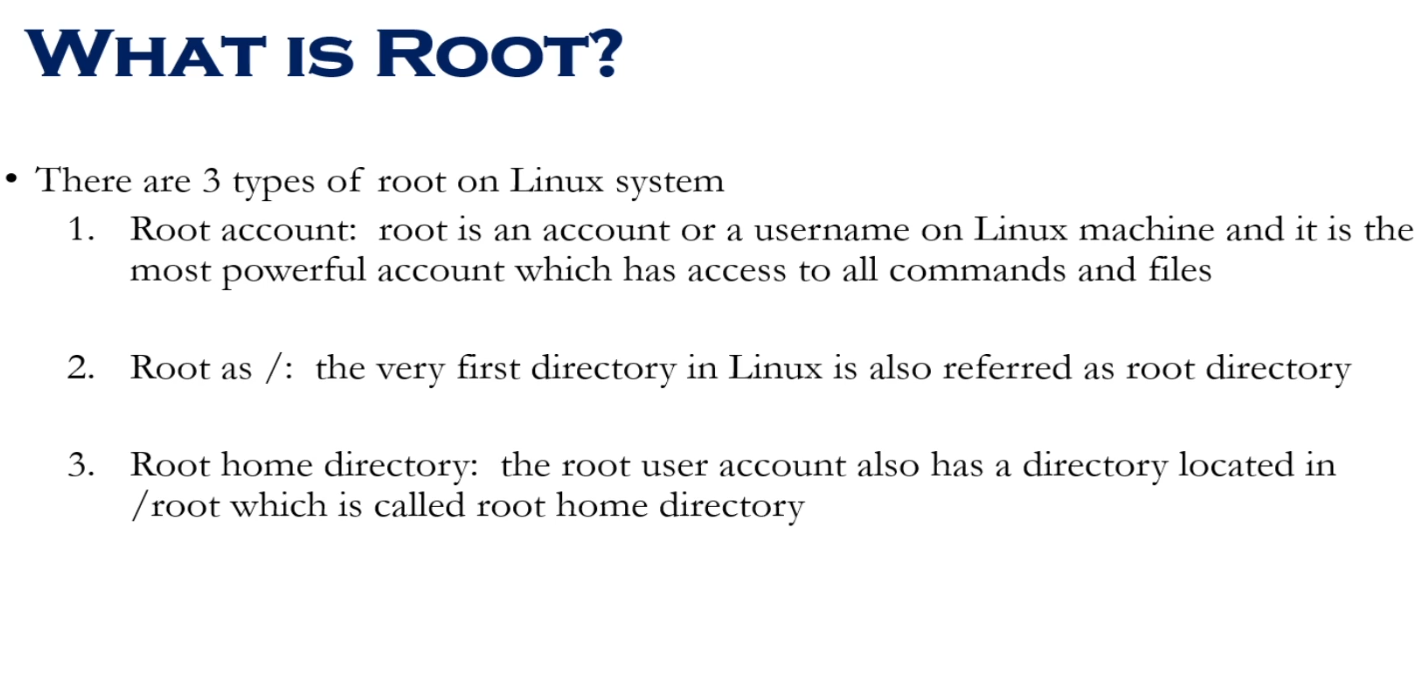 WHAT IS ROOT?
• There are 3 types of root on Linux system
1. Root account: root is an account or a username on Linux machine and it is the
most powerful account which has access to all commands and files
2. Root as /: the very first directory in Linux is also referred as root directory
3. Root home directory: the root user account also has a directory located in
/root which is called root home directory